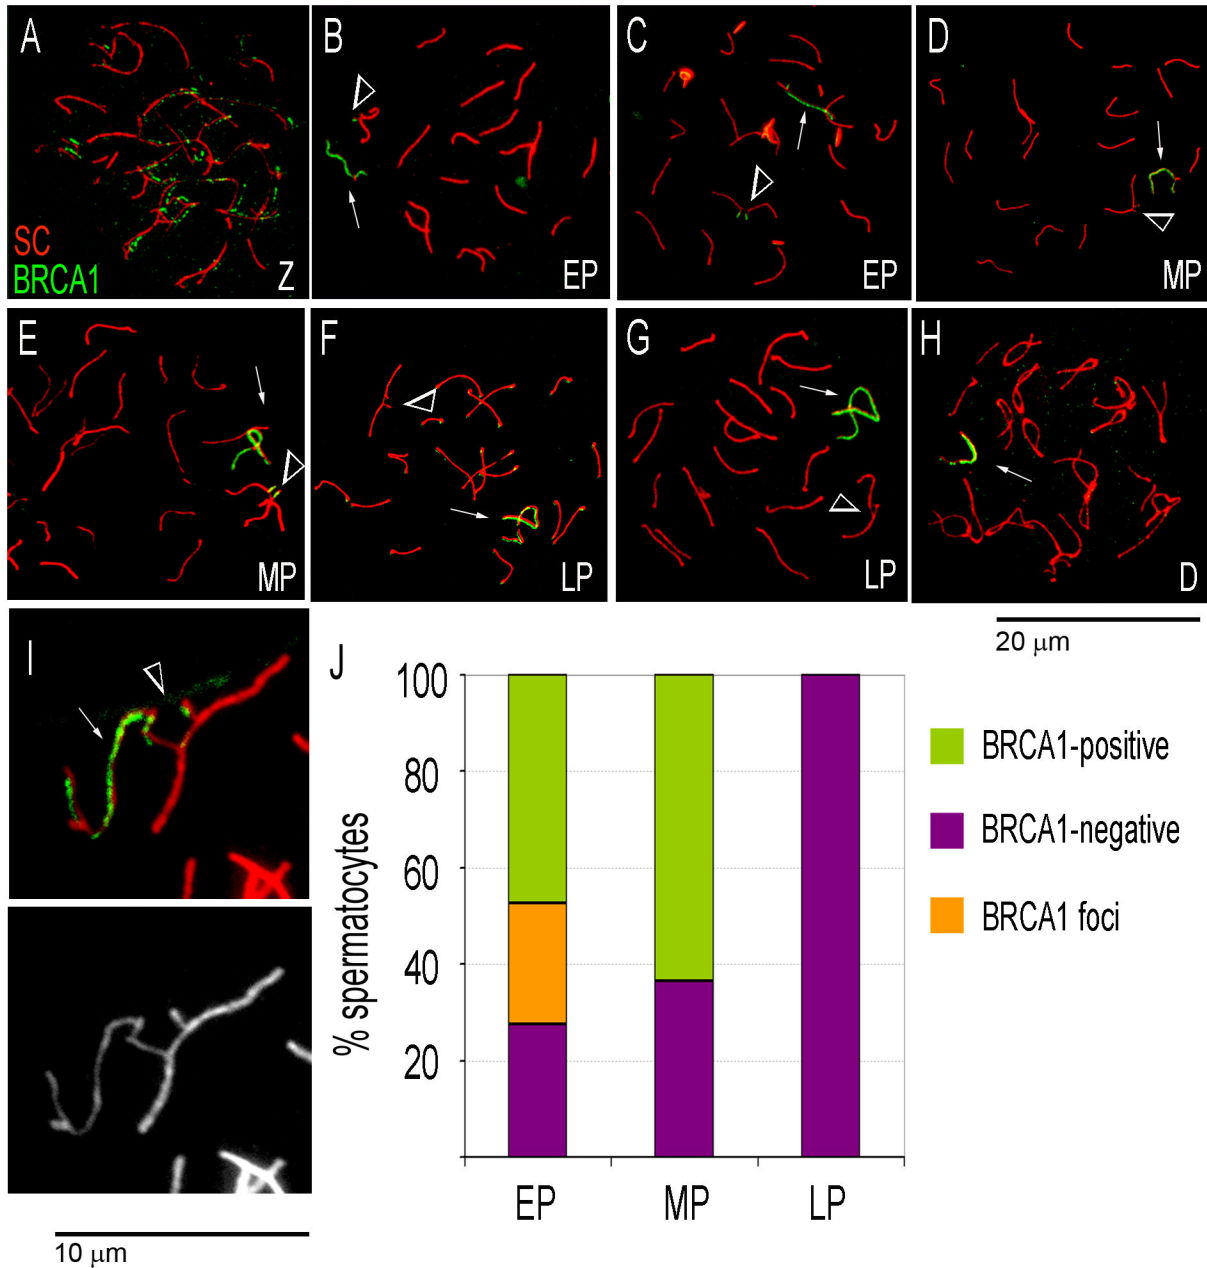 A
SC
BRCA1
Z
B
EP
C
EP
D
MP
E
MP
F
LP
G
LP
H
D
20 μm
I
10 μm
J
% spermatocytes
100
80
60
40
20
EP MP LP
BRCA1-positive
BRCA1-negative
BRCA1 foci